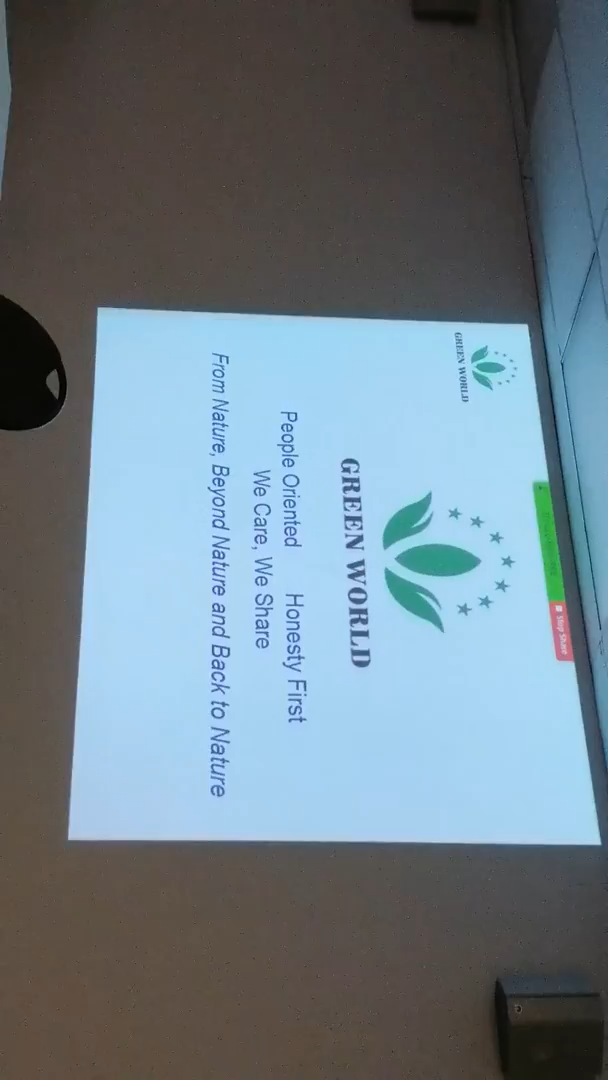 GREEN WORLD
Stop Share
GREEN WORLD
People Oriented Honesty First
We Care, We Share
From Nature, Beyond Nature and Back to Nature